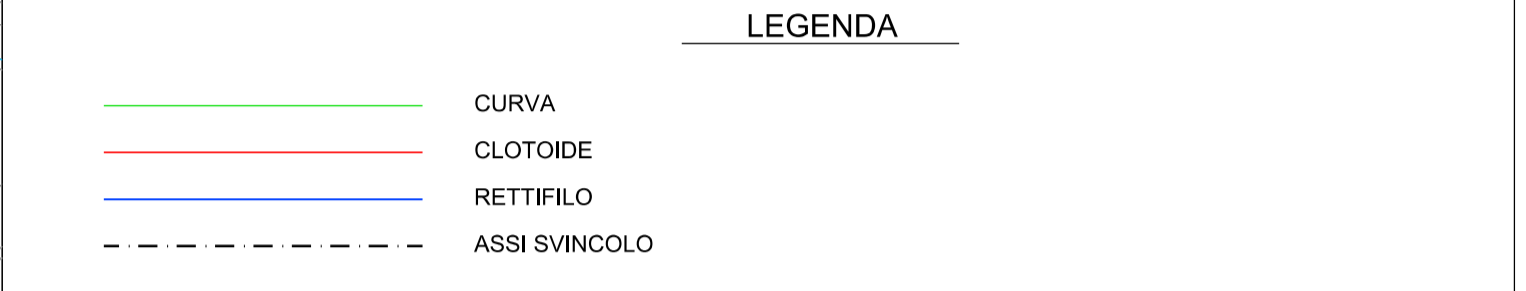 LEGENDA
CURVA
CLOTOIDE
RETTIFILO
ASSI SVINCOLO